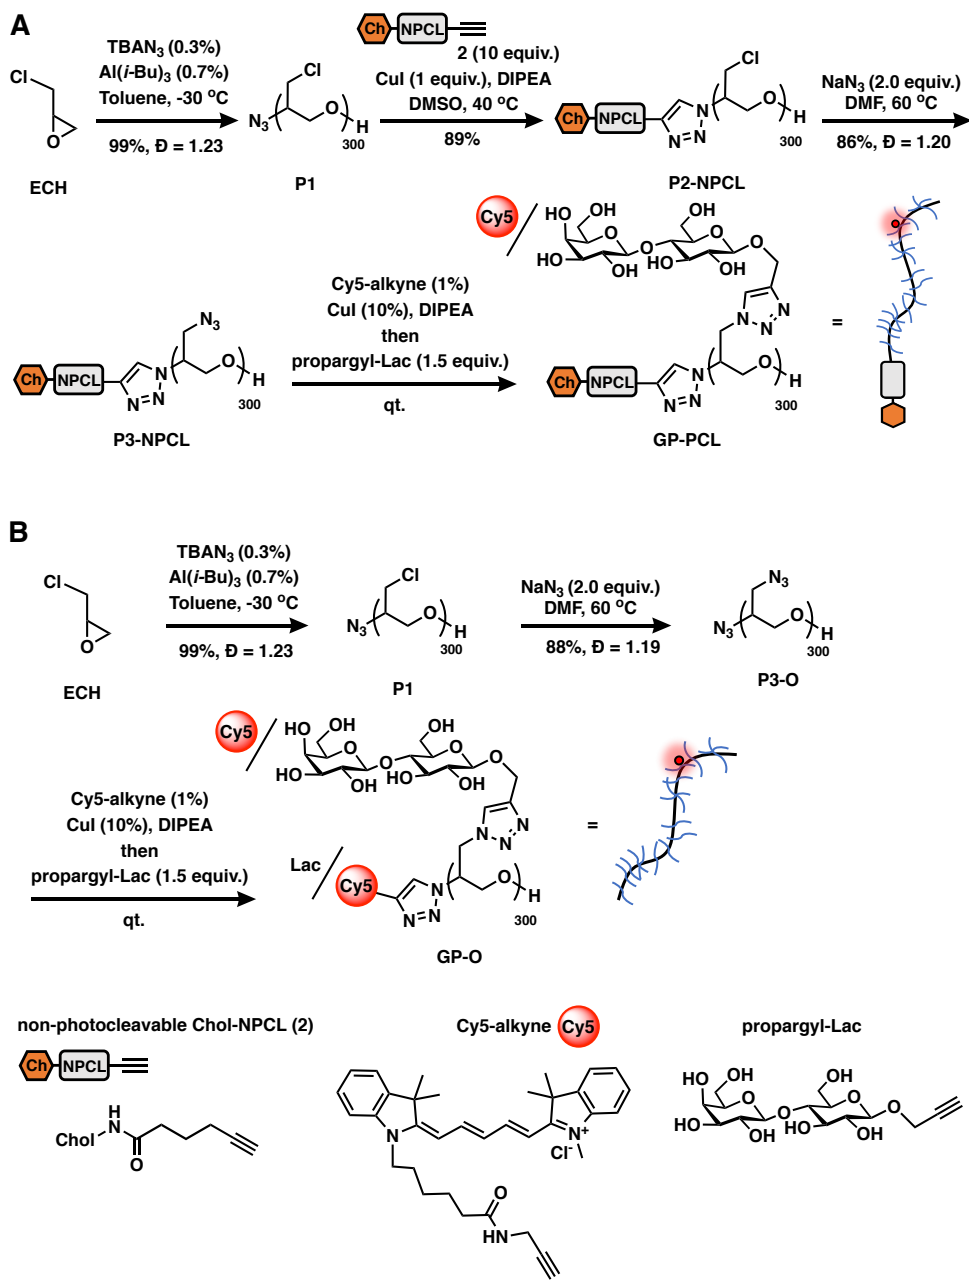 A
TBAN₃ (0.3%)
Al(i-Bu)₃ (0.7%)
Toluene, -30 °C
99%, Đ = 1.23
Cl
O
ECH
Cl
N₃
O
H
300
P1
Ch
NPCL
2 (10 equiv.)
CuI (1 equiv.), DIPEA
DMSO, 40 °C
89%
Cl
Ch
NPCL
N
N
N
O
H
300
P2-NPCL
NaN₃ (2.0 equiv.)
DMF, 60 °C
86%, Đ = 1.20
N₃
Ch
NPCL
N
N
N
O
H
300
P3-NPCL
Cy5-alkyne (1%)
CuI (10%), DIPEA
then
propargyl-Lac (1.5 equiv.)
qt.
Cy5
HO
OH
O
HO
OH
O
OH
O
HO
OH
O
N
N
N
Ch
NPCL
N
N
N
O
H
300
GP-PCL
=
B
Cl
O
ECH
TBAN₃ (0.3%)
Al(i-Bu)₃ (0.7%)
Toluene, -30 °C
99%, Đ = 1.23
Cl
N₃
O
H
300
P1
NaN₃ (2.0 equiv.)
DMF, 60 °C
88%, Đ = 1.19
N₃
N₃
O
H
300
P3-O
Cy5-alkyne (1%)
CuI (10%), DIPEA
then
propargyl-Lac (1.5 equiv.)
qt.
Cy5
HO
OH
O
HO
OH
O
OH
O
HO
OH
O
N
N
N
Lac
Cy5
N
N
N
O
H
300
GP-O
=
non-photocleavable Chol-NPCL (2)
Ch
NPCL
H
N
Chol
O
Cy5-alkyne
Cy5
N
N⁺
Cl⁻
O
HN
propargyl-Lac
HO
OH
O
HO
OH
O
OH
O
HO
OH
O